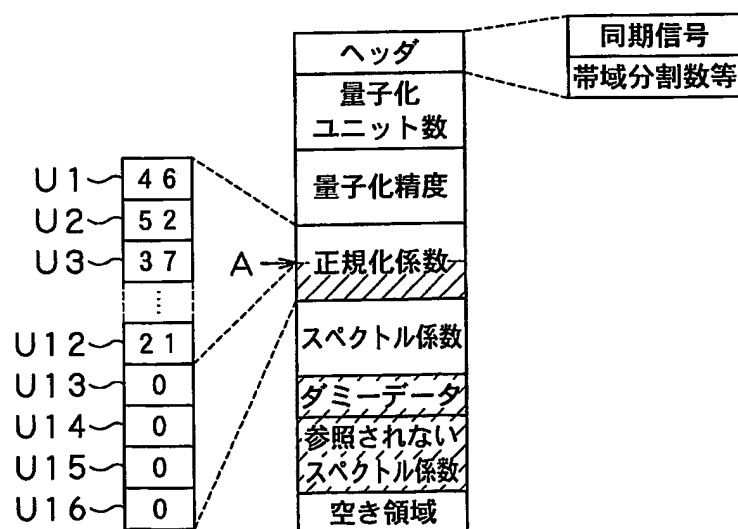 ヘッダ
同期信号
帯域分割数等
量子化
ユニット数
量子化精度
A
正規化係数
スペクトル係数
ダミーデータ
参照されない
スペクトル係数
空き領域
U1 46
U2 52
U3 37
⋮
U12 21
U13 0
U14 0
U15 0
U16 0